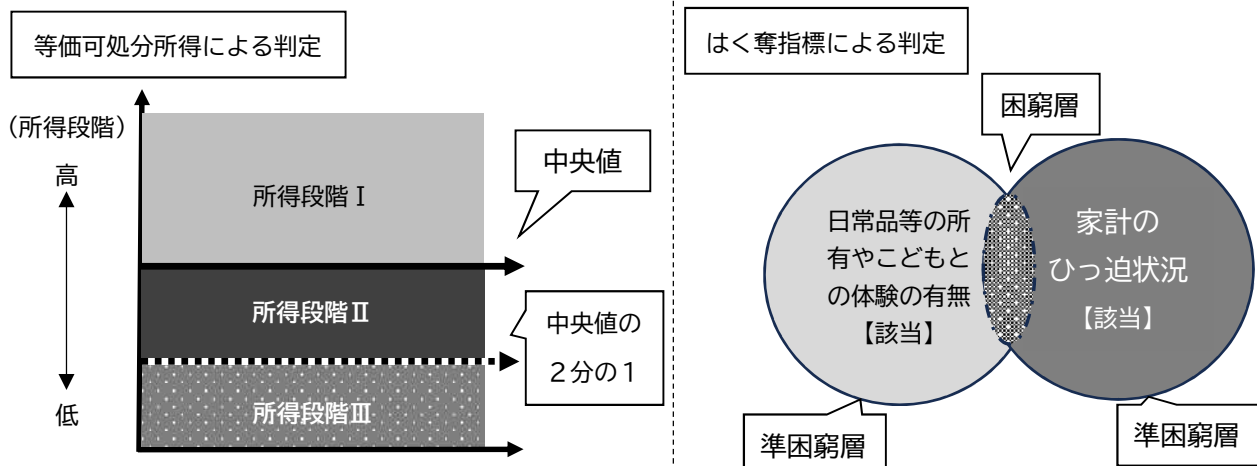 等価可処分所得による判定
(所得段階)
高
低
所得段階Ⅰ
所得段階Ⅱ
所得段階Ⅲ
中央値
中央値の
２分の１
はく奪指標による判定
困窮層
日常品等の所
有やこどもと
の体験の有無
【該当】
家計の
ひっ迫状況
【該当】
準困窮層
準困窮層